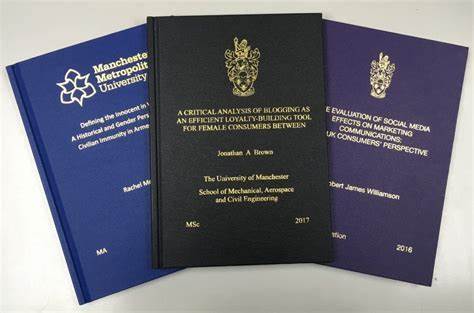 Manchester
Metropolit
University
Defining the Innocent in
A Historical and Gender Pers
Civilian Immunity in Arme
Rachel
MA
A CRITICAL ANALYSIS OF BLOGGING AS
AN EFFICIENT LOYALTY-BUILDING TOOL
FOR FEMALE CONSUMERS BETWEEN
Jonathan A Brown
The University of Manchester
School of Mechanical, Aerospace
and Civil Engineering
MSc
2017
E EVALUATION OF SOCIAL MEDIA
EFFECTS ON MARKETING
COMMUNICATIONS:
UK CONSUMERS' PERSPECTIVE
obert James Williamson
ntion
2016